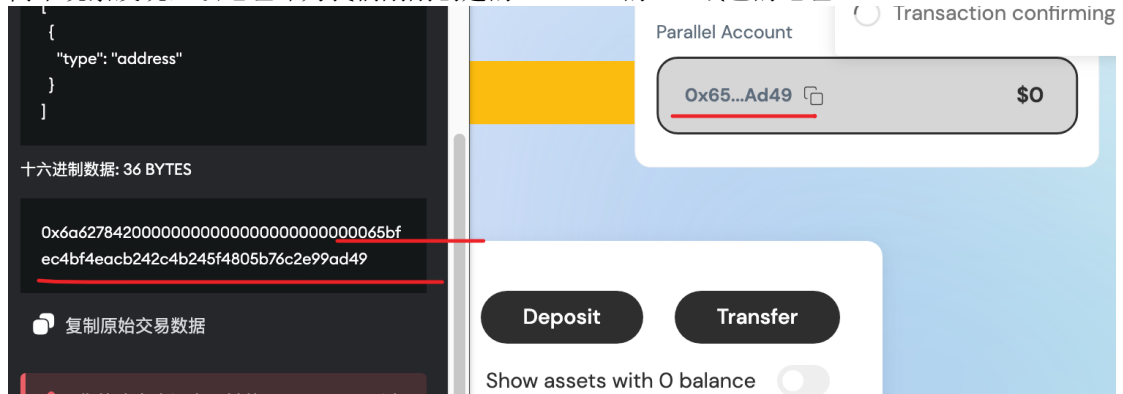 [
{
"type": "address"
}
]
十六进制数据: 36 BYTES
0x6a6278420000000000000000000000000065bf
ec4bf4eacb242c4b245f4805b76c2e99ad49
复制原始交易数据
Transaction confirming
Parallel Account
0x65...Ad49
$0
Deposit
Transfer
Show assets with 0 balance